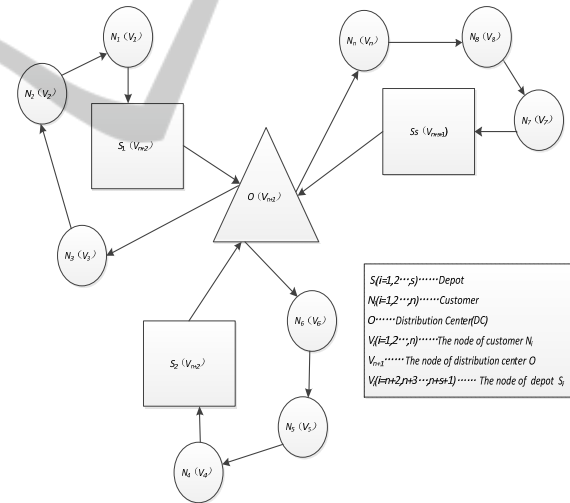 N₁（V₁）
Nₙ（Vₙ）
N₈（V₈）
N₂（V₂）
N₇（V₇）
S₁（Vₙ₊₂）
Ss（Vₙ₊ₛ₊₁）
O（Vₙ₊₁）
N₃（V₃）
N₆（V₆）
S₂（Vₙ₊₂）
N₅（V₅）
N₄（V₄）
Sᵢ(i=1,2···,s)······Depot
Nᵢ(i=1,2···,n)······Customer
O······Distribution Center(DC)
Vᵢ(i=1,2···,n)······The node of customer Nᵢ
Vₙ₊₁······The node of distribution center O
Vᵢ(i=n+2,n+3···,n+s+1)······ The node of depot Sᵢ